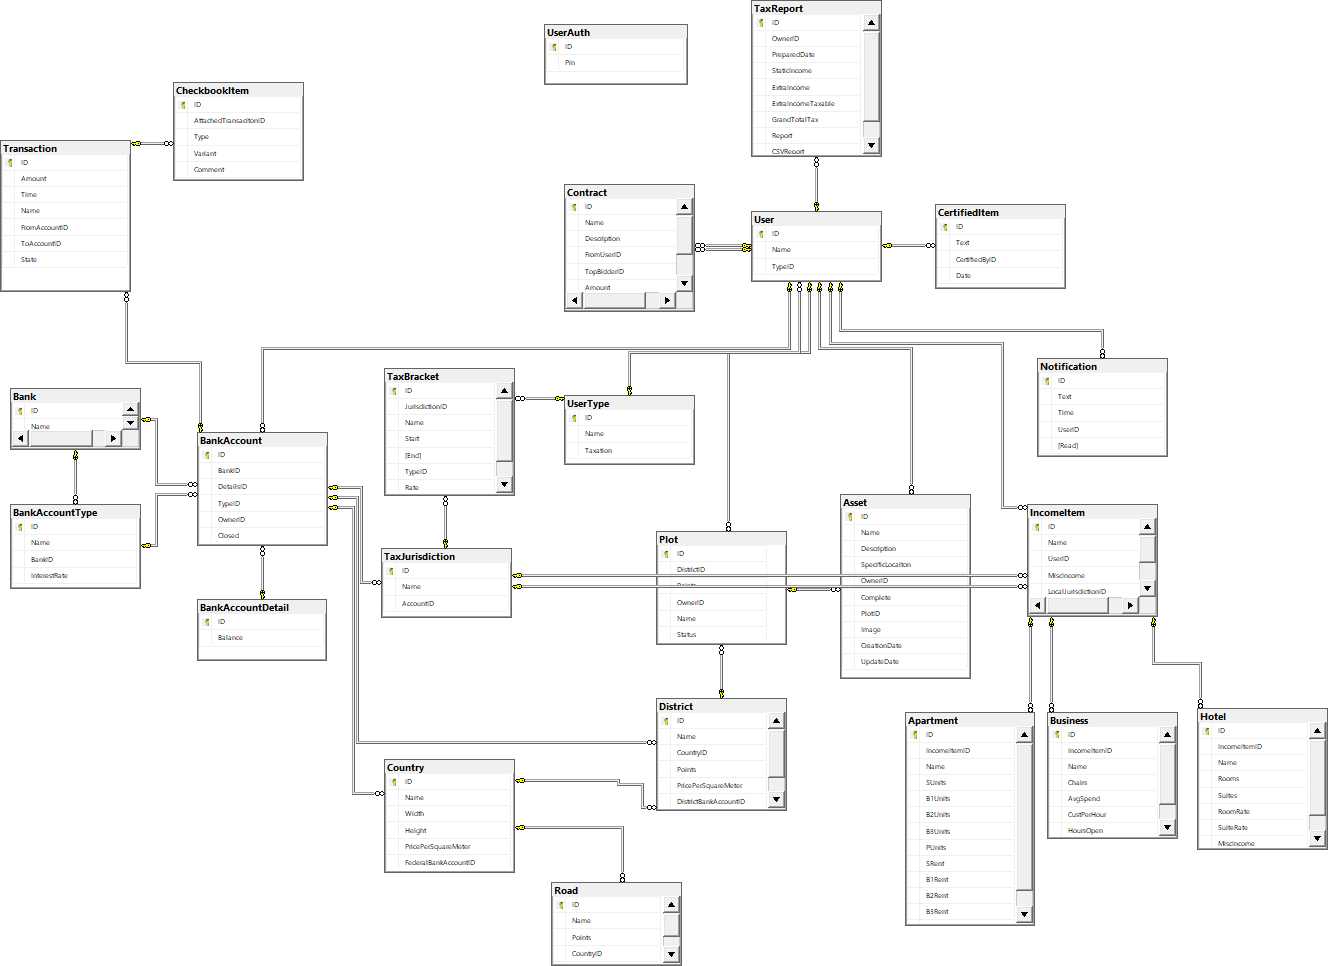 TaxReport
ID
OwnerID
PreparedDate
StaticIncome
ExtraIncome
ExtraIncomeTaxable
GrandTotalTax
Report
CSVReport
UserAuth
ID
Pin
CheckbookItem
ID
AttachedTransacitonID
Type
Variant
Comment
Transaction
ID
Amount
Time
Name
FromAccountID
ToAccountID
State
Contract
ID
Name
Description
FromUserID
TopBidderID
Amount
User
ID
Name
TypeID
CertifiedItem
ID
Text
CertifiedByID
Date
Notification
ID
Text
Time
UserID
[Read]
TaxBracket
ID
JurisdictionID
Name
Start
[End]
TypeID
Rate
UserType
ID
Name
Taxation
Bank
ID
Name
BankAccount
ID
BankID
DetailsID
TypeID
OwnerID
Closed
BankAccountType
ID
Name
BankID
InterestRate
BankAccountDetail
ID
Balance
TaxJurisdiction
ID
Name
AccountID
Plot
ID
DistrictID
Points
OwnerID
Name
Status
Asset
ID
Name
Description
SpecificLocaiton
OwnerID
Complete
PlotID
Image
CreationDate
UpdateDate
IncomeItem
ID
Name
UserID
MiscIncome
LocalJurisdictionID
District
ID
Name
CountryID
Points
PricePerSquareMeter
DistrictBankAccountID
Country
ID
Name
Width
Height
PricePerSquareMeter
FederalBankAccountID
Road
ID
Name
Points
CountryID
Apartment
ID
IncomeItemID
Name
SUnits
B1Units
B2Units
B3Units
PUnits
SRent
B1Rent
B2Rent
B3Rent
Business
ID
IncomeItemID
Name
Chairs
AvgSpend
CustPerHour
HoursOpen
Hotel
ID
IncomeItemID
Name
Rooms
Suites
RoomRate
SuiteRate
MiscIncome